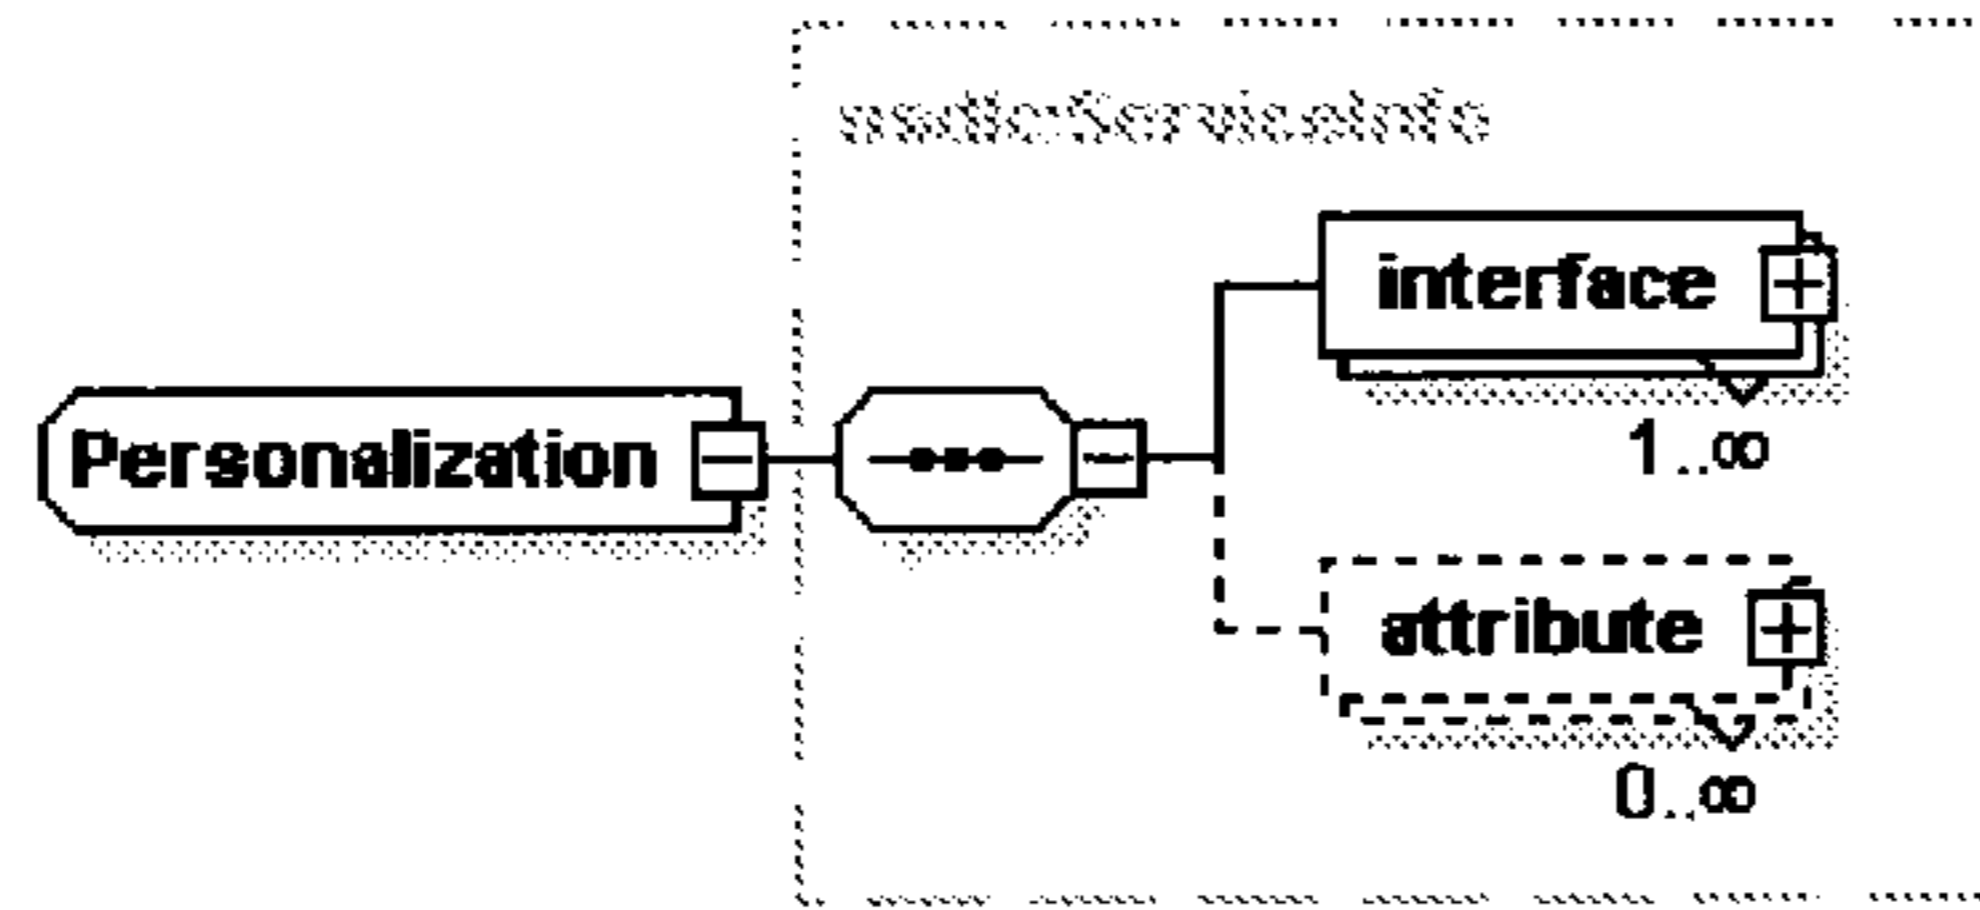 Personalization
interface
1..∞
attribute
0..∞